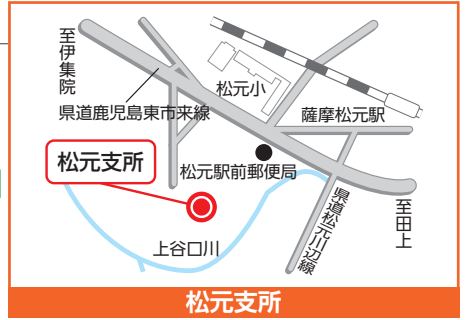 至伊集院
松元小
県道鹿児島東市来線
薩摩松元駅
松元支所
松元駅前郵便局
県道松元川辺線
至田上
上谷口川
松元支所